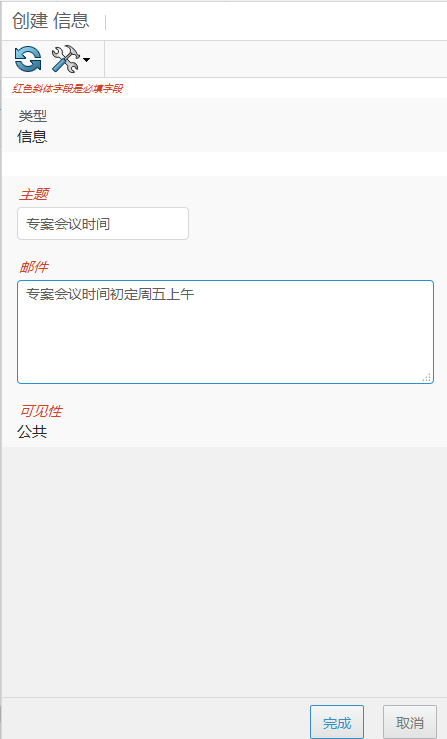 创建 信息
红色斜体字段是必填字段
类型
信息
主题
专案会议时间
邮件
专案会议时间初定周五上午
可见性
公共
完成 取消